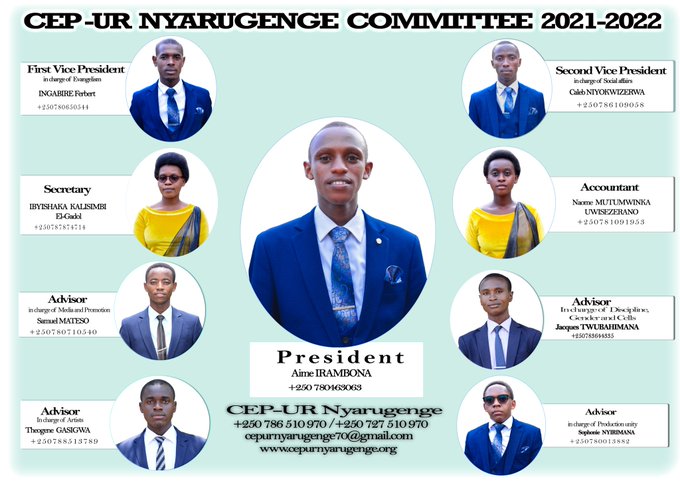 CEP-UR NYARUGENGE COMMITTEE 2021-2022
First Vice President
in charge of Evangelism
INGABIRE Ferbert
+250780650544
Second Vice President
in charge of Social affairs
Caleb NIYOKWIZERWA
+250786109058
Secretary
IBYISHAKA KALISIMBI
El-Gadol
+250787874714
Accountant
Naome MUTUMWINKA
UWISEZERANO
+250781091953
Advisor
in charge of Media and Promotion
Samuel MATESO
+250780710540
Advisor
In charge of Discipline,
Gender and Cells
Jacques TWUBAHIMANA
+250783644835
President
Aime IRAMBONA
+250 780463063
Advisor
In charge of Artists
Theogene GASIGWA
+250788513789
Advisor
in charge of Production unity
Sophonie NYIRIMANA
+250780013882
CEP-UR Nyarugenge
+250 786 510 970 /+250 727 510 970
cepurnyarugenge70@gmail.com
www.cepurnyarugenge.org